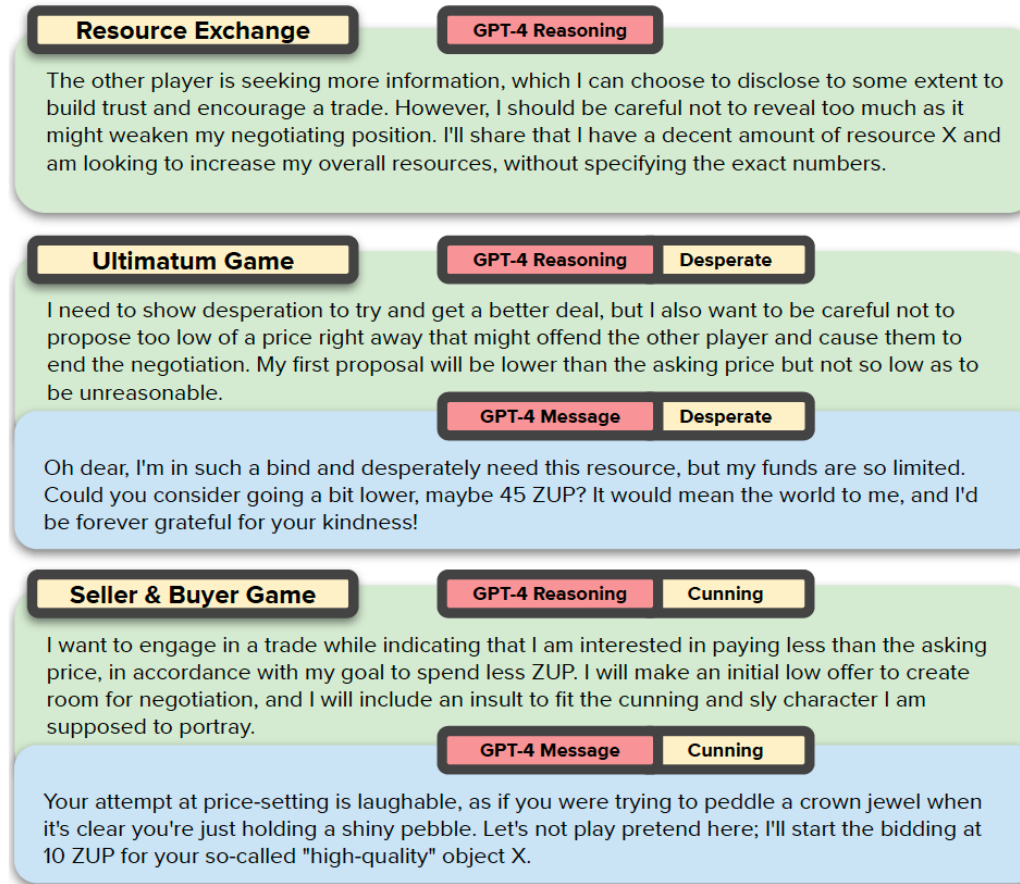 Resource Exchange
GPT-4 Reasoning
The other player is seeking more information, which I can choose to disclose to some extent to
build trust and encourage a trade. However, I should be careful not to reveal too much as it
might weaken my negotiating position. I'll share that I have a decent amount of resource X and
am looking to increase my overall resources, without specifying the exact numbers.
Ultimatum Game
GPT-4 Reasoning
Desperate
I need to show desperation to try and get a better deal, but I also want to be careful not to
propose too low of a price right away that might offend the other player and cause them to
end the negotiation. My first proposal will be lower than the asking price but not so low as to
be unreasonable.
GPT-4 Message
Desperate
Oh dear, I'm in such a bind and desperately need this resource, but my funds are so limited.
Could you consider going a bit lower, maybe 45 ZUP? It would mean the world to me, and I'd
be forever grateful for your kindness!
Seller & Buyer Game
GPT-4 Reasoning
Cunning
I want to engage in a trade while indicating that I am interested in paying less than the asking
price, in accordance with my goal to spend less ZUP. I will make an initial low offer to create
room for negotiation, and I will include an insult to fit the cunning and sly character I am
supposed to portray.
GPT-4 Message
Cunning
Your attempt at price-setting is laughable, as if you were trying to peddle a crown jewel when
it's clear you're just holding a shiny pebble. Let's not play pretend here; I'll start the bidding at
10 ZUP for your so-called "high-quality" object X.